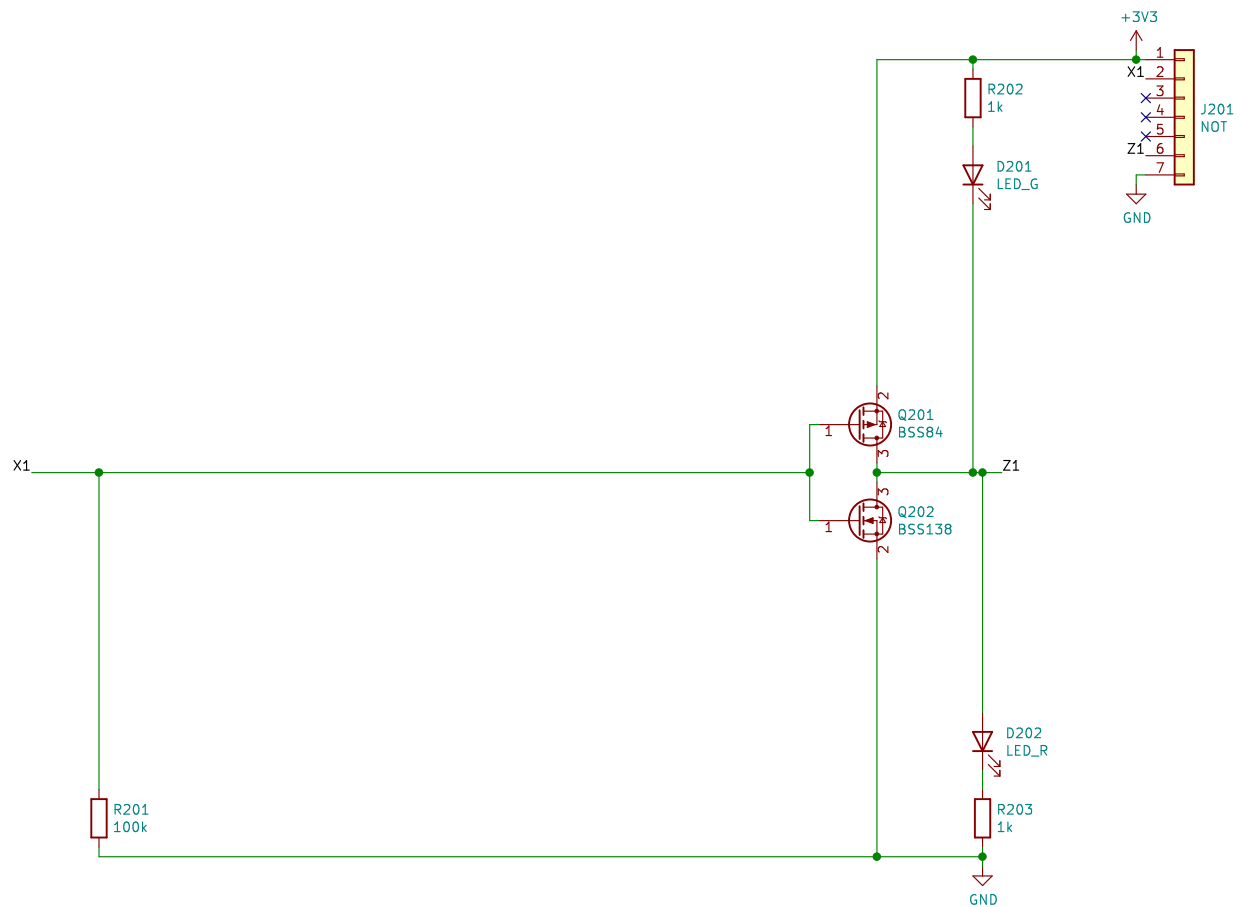 +3V3
1
X1 2
3
4
5
Z1 6
7
J201
NOT
GND
R202
1k
D201
LED_G
2
Q201
BSS84
1
3
X1
Z1
3
Q202
BSS138
1
2
D202
LED_R
R201
100k
R203
1k
GND